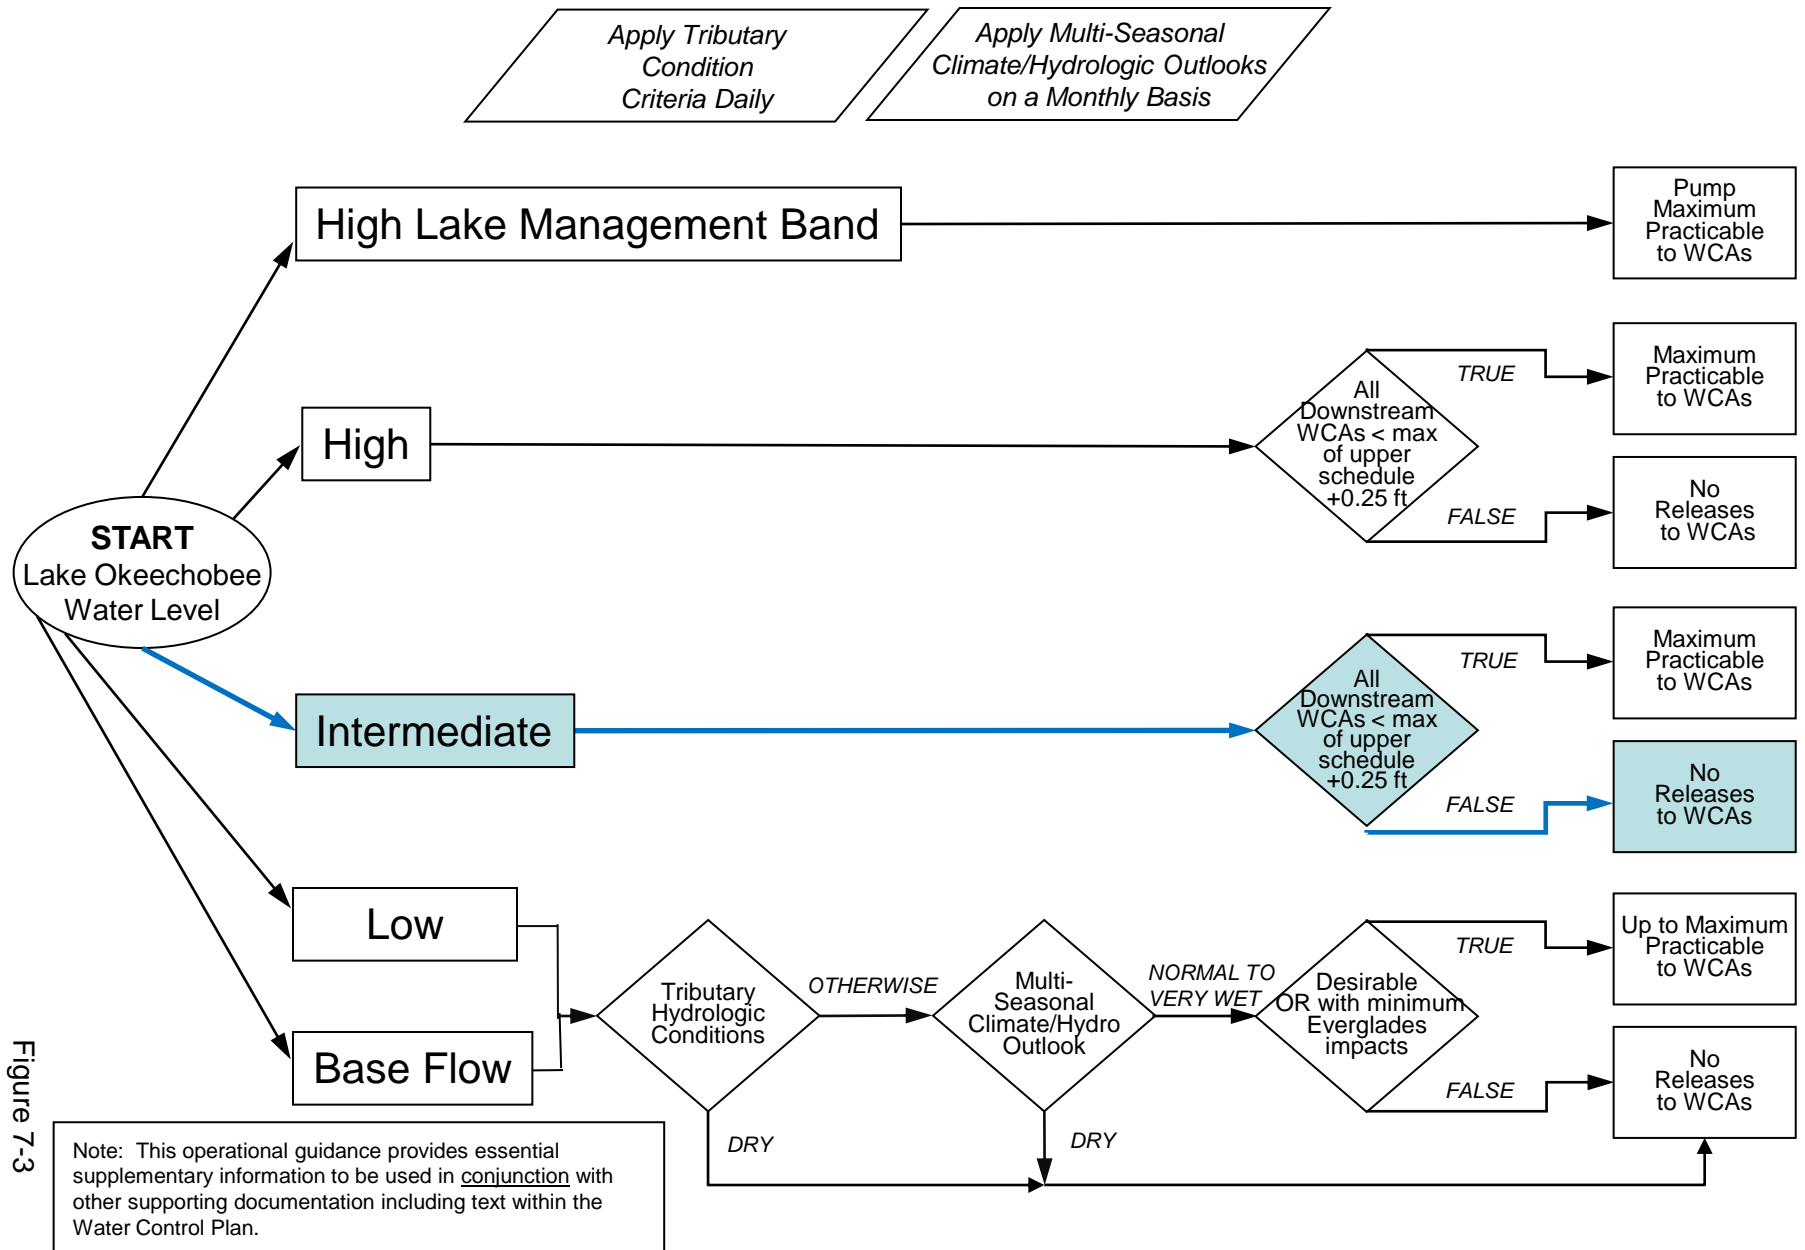 Apply Tributary
Condition
Criteria Daily
Apply Multi-Seasonal
Climate/Hydrologic Outlooks
on a Monthly Basis
High Lake Management Band
Pump
Maximum
Practicable
to WCAs
High
All
Downstream
WCAs < max
of upper
schedule
+0.25 ft
TRUE
Maximum
Practicable
to WCAs
FALSE
No
Releases
to WCAs
START
Lake Okeechobee
Water Level
Intermediate
All
Downstream
WCAs < max
of upper
schedule
+0.25 ft
TRUE
Maximum
Practicable
to WCAs
FALSE
No
Releases
to WCAs
Low
Base Flow
Tributary
Hydrologic
Conditions
OTHERWISE
DRY
Multi-
Seasonal
Climate/Hydro
Outlook
NORMAL TO
VERY WET
DRY
Desirable
OR with minimum
Everglades
impacts
TRUE
Up to Maximum
Practicable
to WCAs
FALSE
No
Releases
to WCAs
Figure 7-3
Note: This operational guidance provides essential
supplementary information to be used in conjunction with
other supporting documentation including text within the
Water Control Plan.